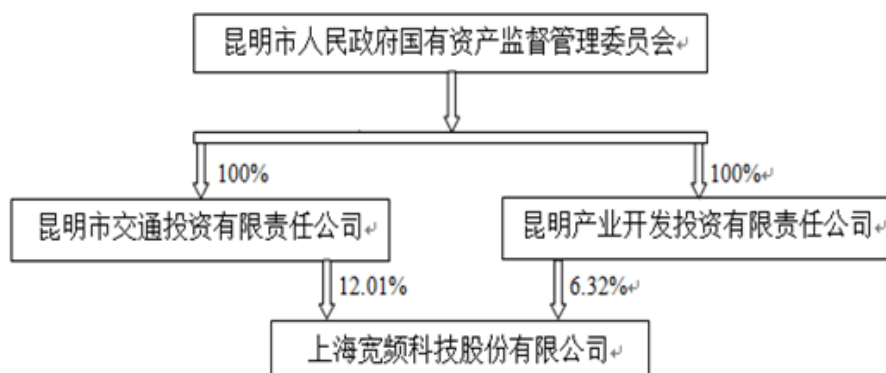 昆明市人民政府国有资产监督管理委员会↵
100%
100%↵
昆明市交通投资有限责任公司↵
昆明产业开发投资有限责任公司↵
12.01%
6.32%↵
上海宽频科技股份有限公司↵